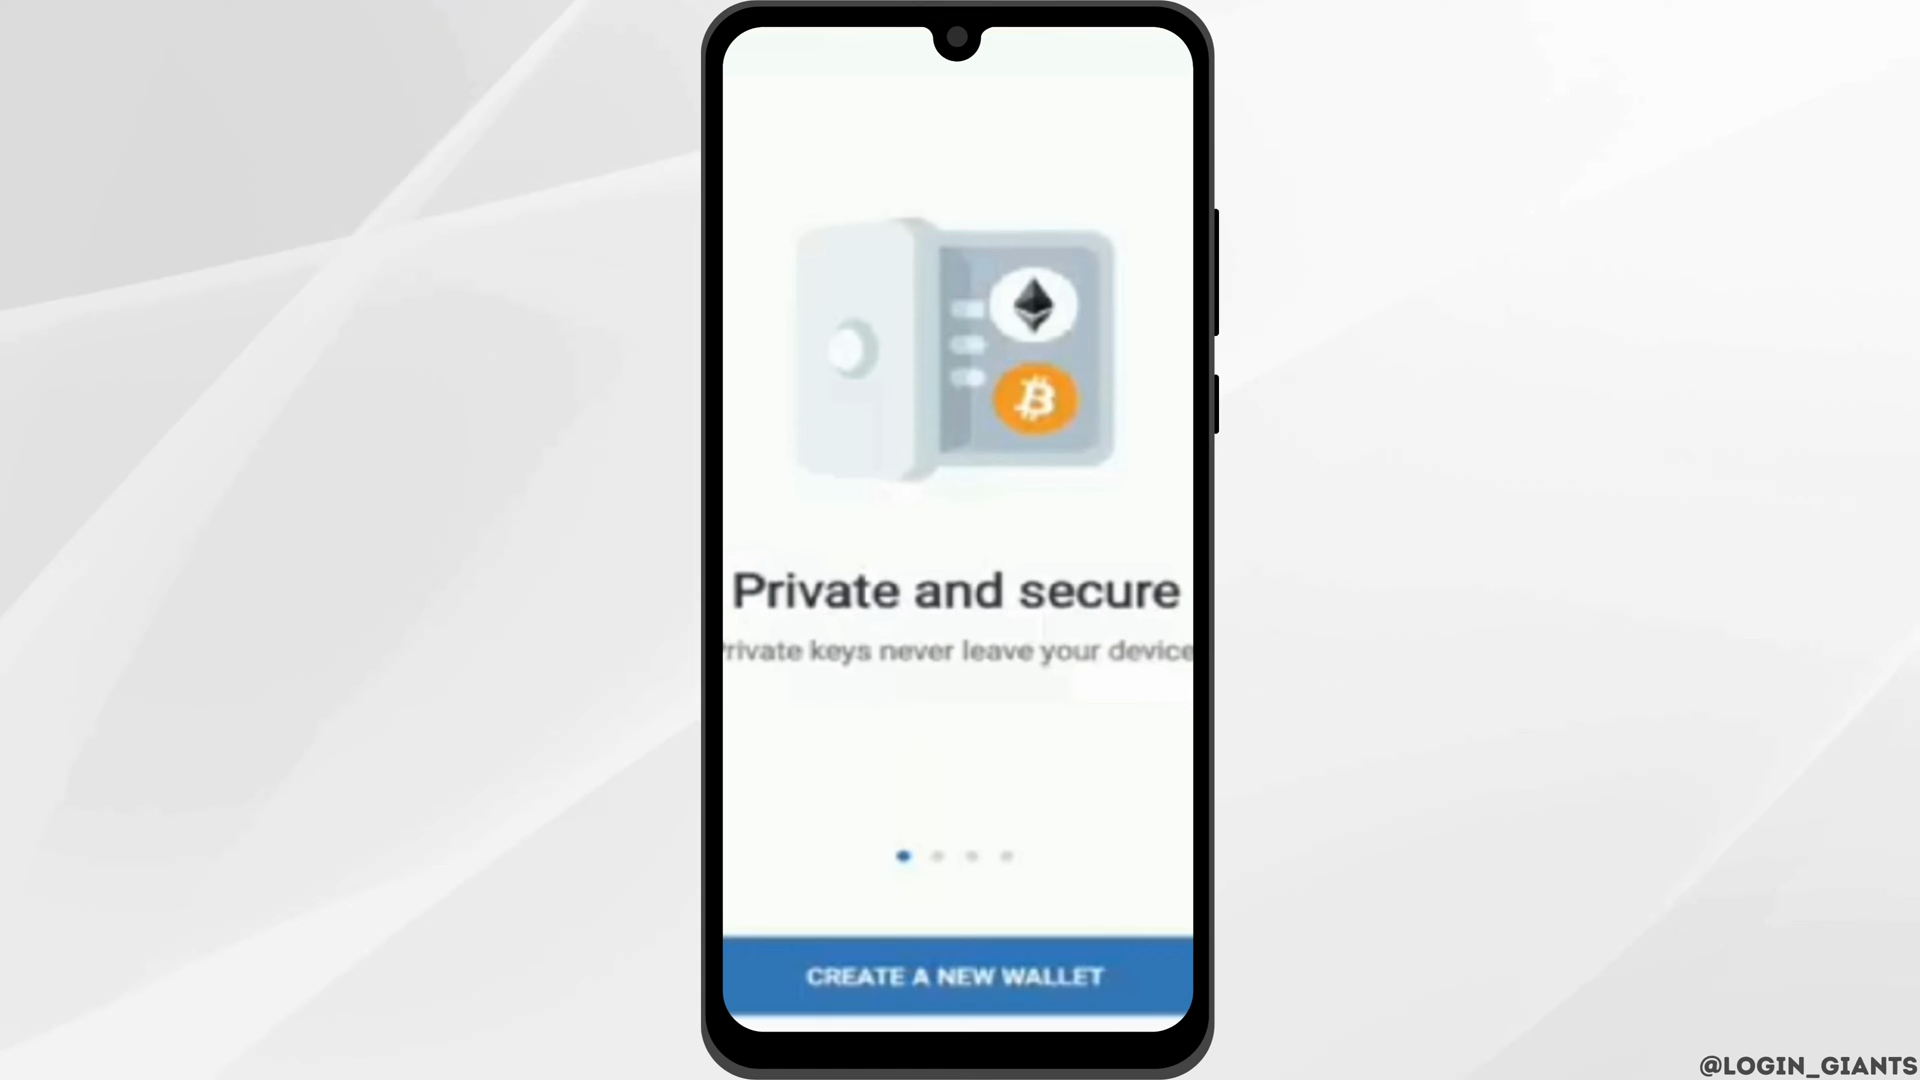 Private and secure
rivate keys never leave your device
CREATE A NEW WALLET
@LOGIN_GIANTS